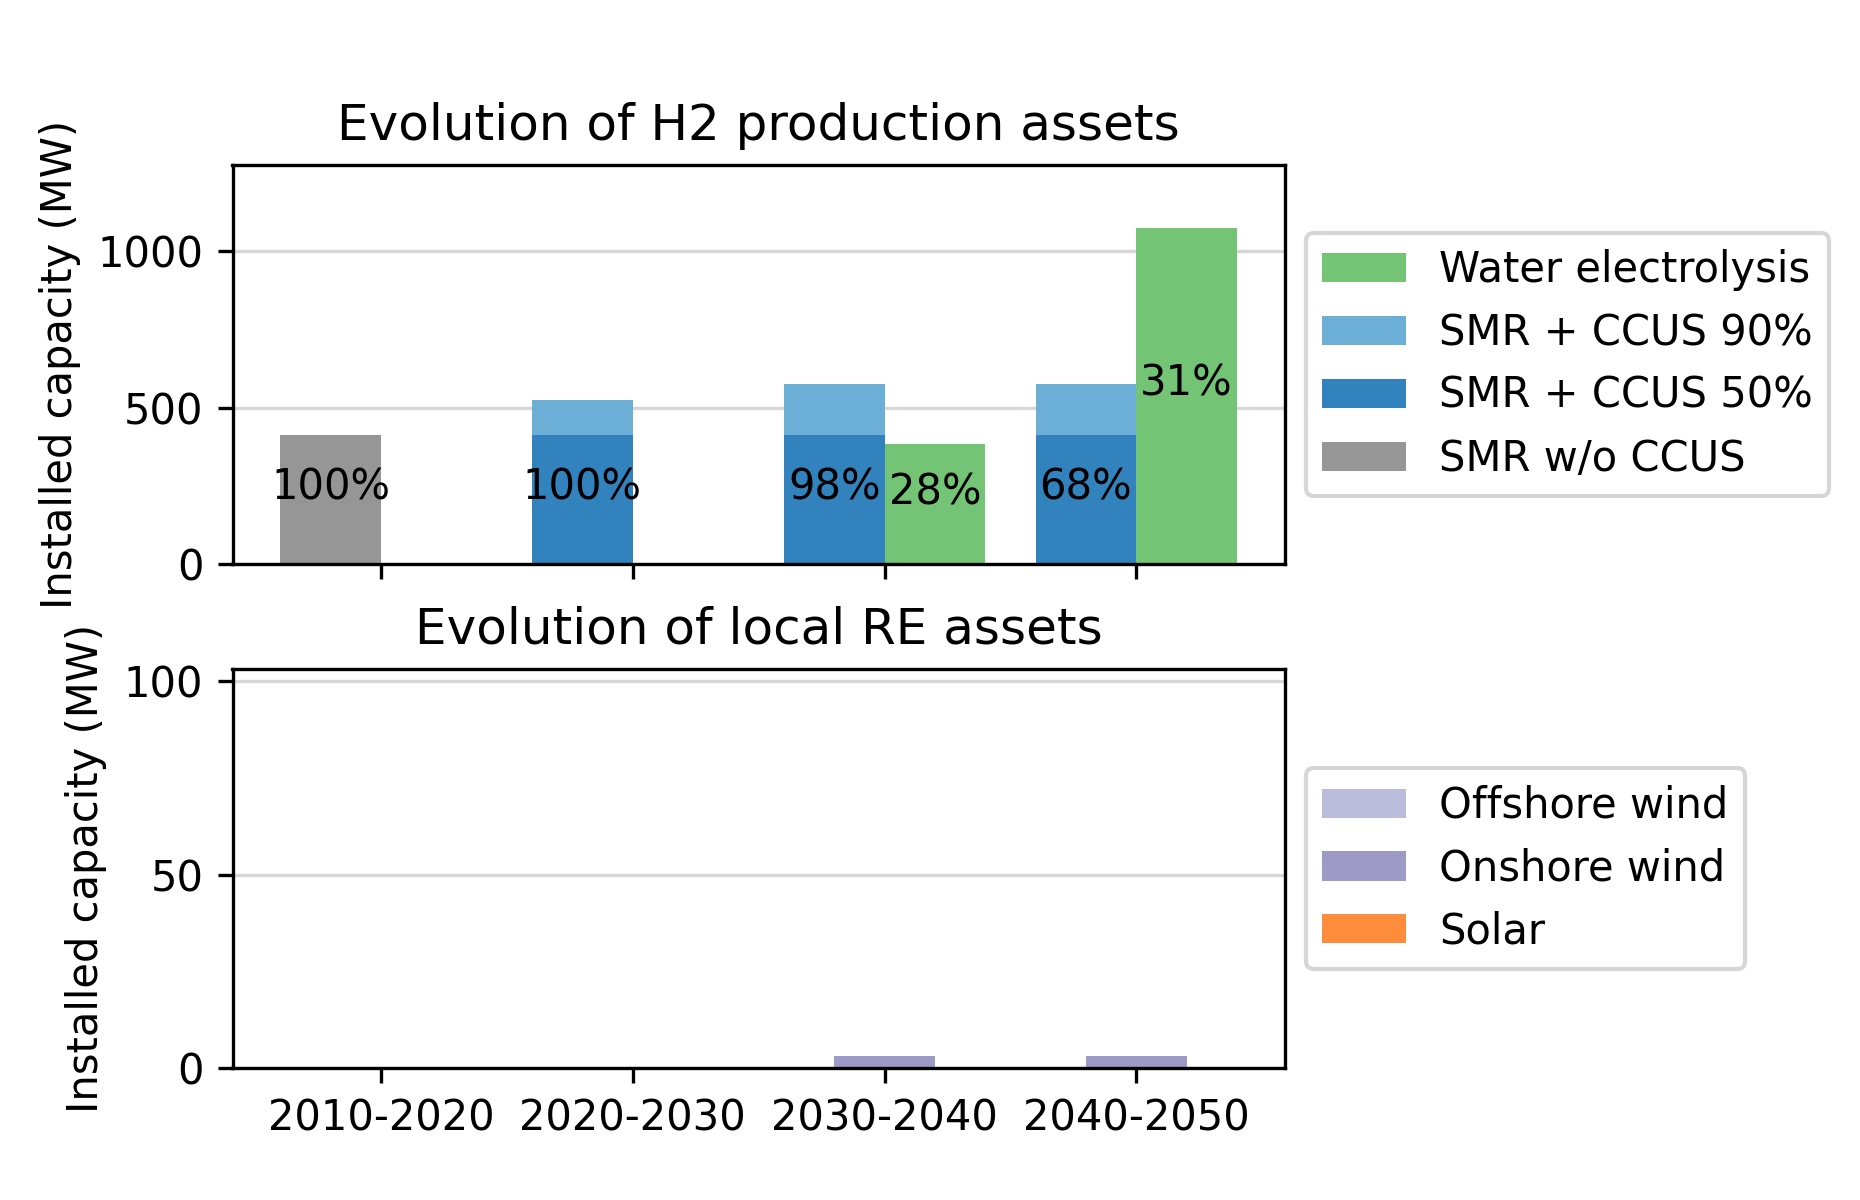 Evolution of H2 production assets
Installed capacity (MW)
1000
500
0
100%
100%
98%
28%
68%
31%
Water electrolysis
SMR + CCUS 90%
SMR + CCUS 50%
SMR w/o CCUS
Evolution of local RE assets
Installed capacity (MW)
100
50
0
2010-2020 2020-2030 2030-2040 2040-2050
Offshore wind
Onshore wind
Solar